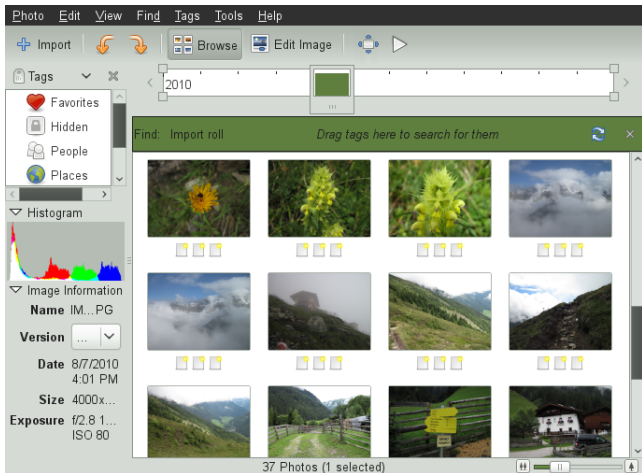 Photo Edit View Find Tags Tools Help
Import Browse Edit Image
Tags
2010
Favorites
Hidden
People
Places
Find: Import roll Drag tags here to search for them
Histogram
Image Information
Name IM...PG
Version ...
Date 8/7/2010
4:01 PM
Size 4000x...
Exposure f/2.8 1...
ISO 80
37 Photos (1 selected)